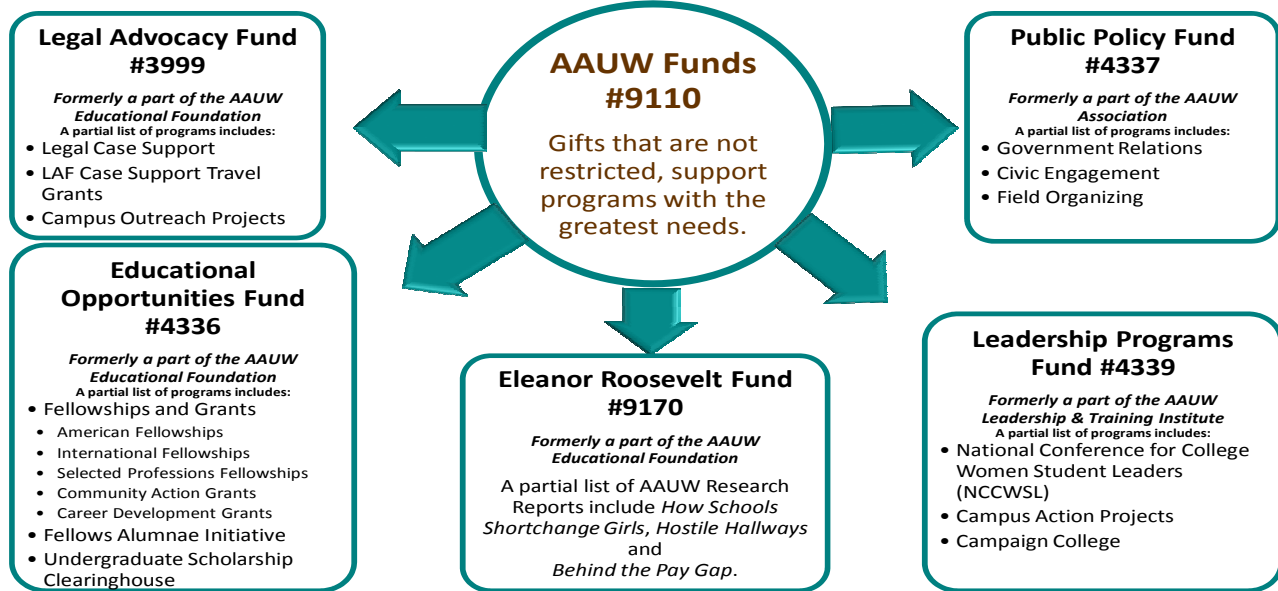 Legal Advocacy Fund
#3999
Formerly a part of the AAUW
Educational Foundation
A partial list of programs includes:
• Legal Case Support
• LAF Case Support Travel
Grants
• Campus Outreach Projects
AAUW Funds
#9110
Gifts that are not
restricted, support
programs with the
greatest needs.
Public Policy Fund
#4337
Formerly a part of the AAUW
Association
A partial list of programs includes:
• Government Relations
• Civic Engagement
• Field Organizing
Educational
Opportunities Fund
#4336
Formerly a part of the AAUW
Educational Foundation
A partial list of programs includes:
• Fellowships and Grants
• American Fellowships
• International Fellowships
• Selected Professions Fellowships
• Community Action Grants
• Career Development Grants
• Fellows Alumnae Initiative
• Undergraduate Scholarship
Clearinghouse
Eleanor Roosevelt Fund
#9170
Formerly a part of the AAUW
Educational Foundation
A partial list of AAUW Research
Reports include How Schools
Shortchange Girls, Hostile Hallways
and
Behind the Pay Gap.
Leadership Programs
Fund #4339
Formerly a part of the AAUW
Leadership & Training Institute
A partial list of programs includes:
• National Conference for College
Women Student Leaders
(NCCWSL)
• Campus Action Projects
• Campaign College